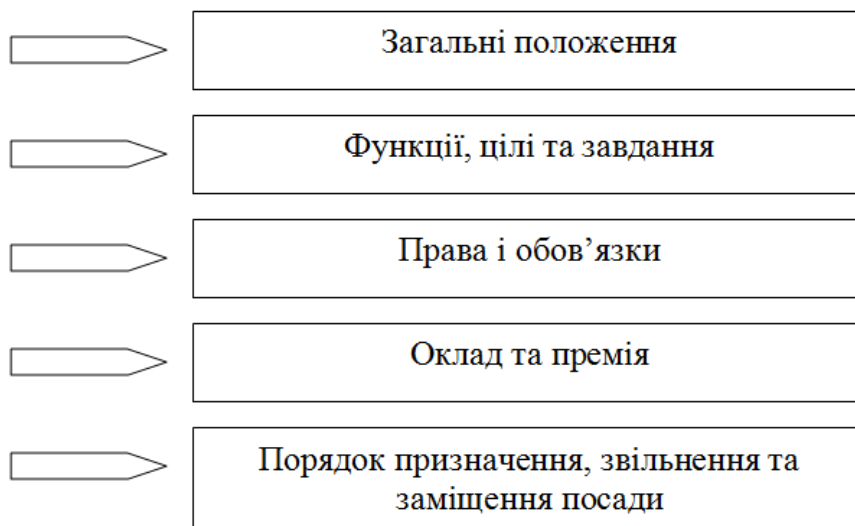 Загальні положення
Функції, цілі та завдання
Права і обов’язки
Оклад та премія
Порядок призначення, звільнення та
заміщення посади